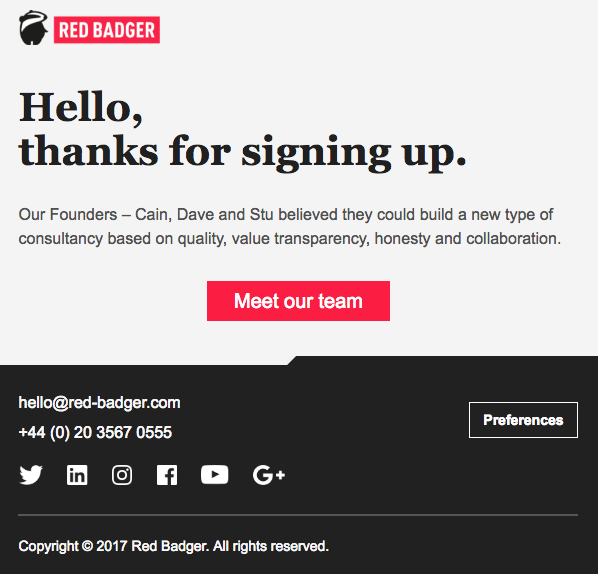 RED BADGER
Hello,
thanks for signing up.
Our Founders – Cain, Dave and Stu believed they could build a new type of
consultancy based on quality, value transparency, honesty and collaboration.
Meet our team
hello@red-badger.com
+44 (0) 20 3567 0555
Preferences
G+
Copyright © 2017 Red Badger. All rights reserved.